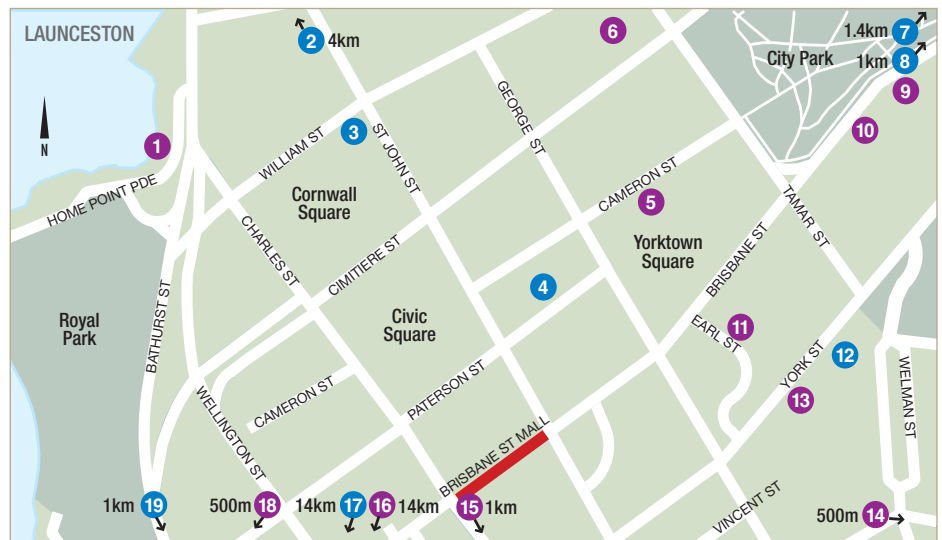 LAUNCESTON
N
2 4km
6
1.4km 7
1km 8
City Park
9
10
1
3
WILLIAM ST
ST JOHN ST
GEORGE ST
HOME POINT PDE
Cornwall
Square
CAMERON ST
5
TAMAR ST
CHARLES ST
CIMITIERE ST
Yorktown
Square
BRISBANE ST
4
Royal
Park
BATHURST ST
Civic
Square
EARL ST
11
12
YORK ST
13
WELMAN ST
WELLINGTON ST
CAMERON ST
PATERSON ST
BRISBANE ST MALL
VINCENT ST
1km 19
500m 18
14km 17
16 14km
15 1km
500m 14